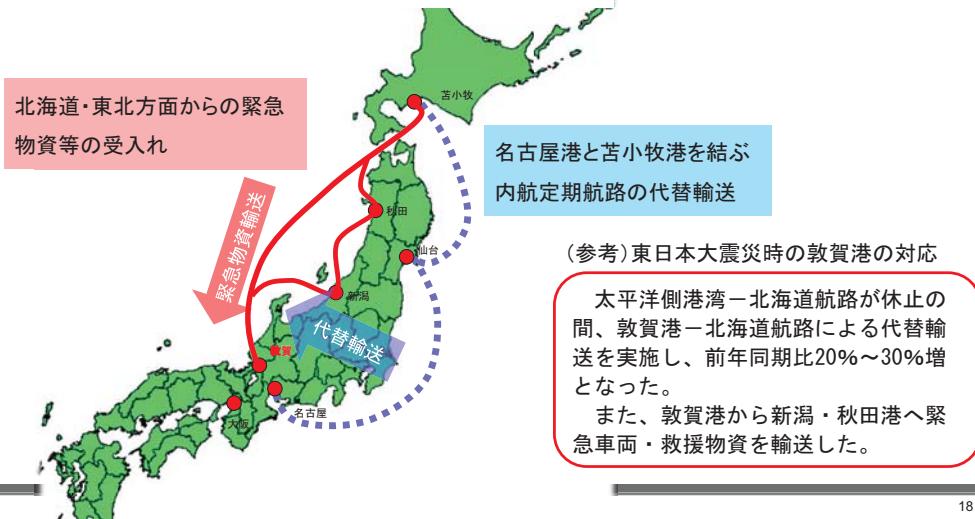 北海道・東北方面からの緊急
物資等の受入れ
苫小牧
名古屋港と苫小牧港を結ぶ
内航定期航路の代替輸送
緊急物資輸送
秋田
仙台
新潟
代替輸送
敦賀
名古屋
大阪
(参考)東日本大震災時の敦賀港の対応
太平洋側港湾－北海道航路が休止の
間、敦賀港－北海道航路による代替輸
送を実施し、前年同期比20%～30%増
となった。
また、敦賀港から新潟・秋田港へ緊
急車両・救援物資を輸送した。
18